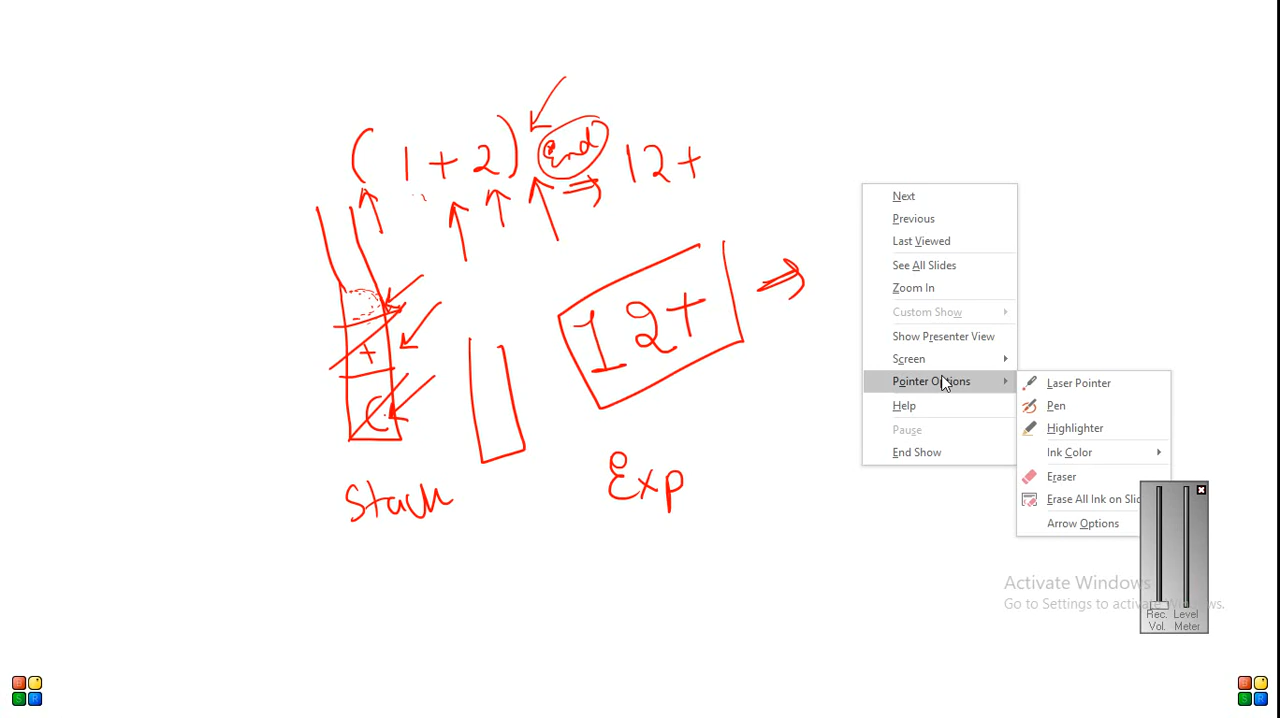 ( 1 + 2 ) End ⇒ 12+
+
(
12+ ⇒
Stack
Exp
Next
Previous
Last Viewed
See All Slides
Zoom In
Custom Show
Show Presenter View
Screen
Pointer Options
Help
Pause
End Show
Laser Pointer
Pen
Highlighter
Ink Color
Eraser
Erase All Ink on Slid
Arrow Options
Activate Windows
Go to Settings to activate Windows.
Rec. Vol.
Level Meter
B
S R
B
S R